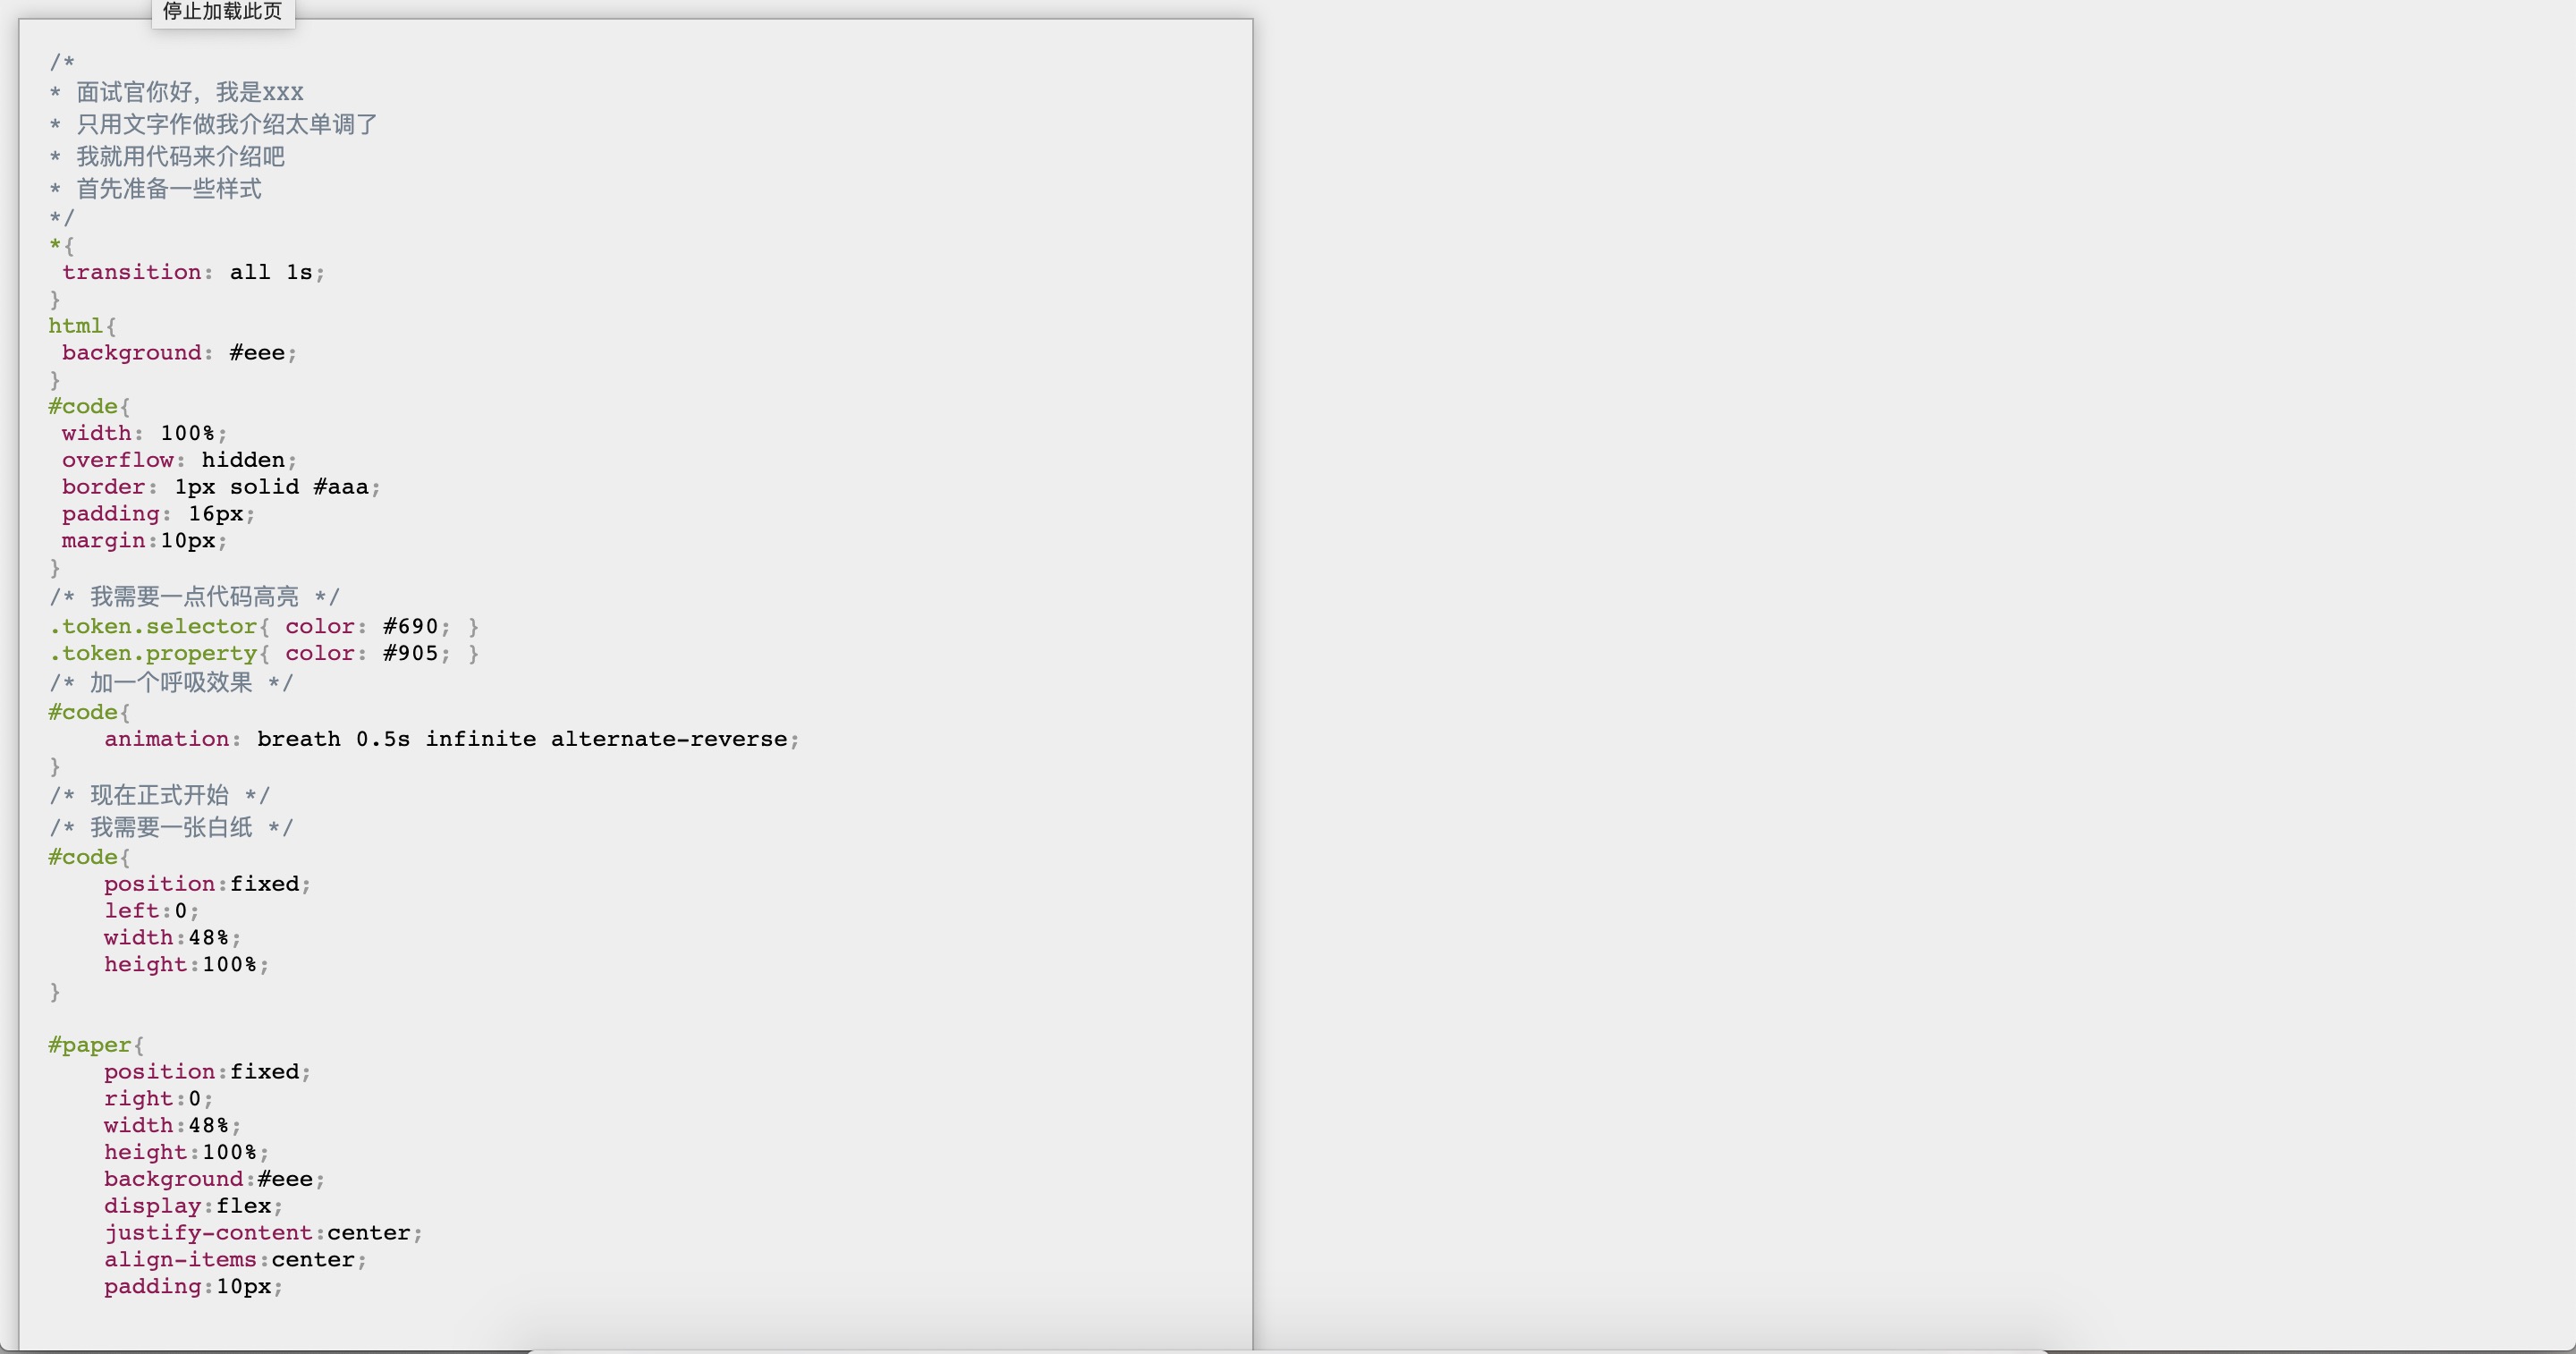 停止加载此页
/*
* 面试官你好，我是xxx
* 只用文字作做我介绍太单调了
* 我就用代码来介绍吧
* 首先准备一些样式
*/
*{
 transition: all 1s;
}
html{
 background: #eee;
}
#code{
 width: 100%;
 overflow: hidden;
 border: 1px solid #aaa;
 padding: 16px;
 margin:10px;
}
/* 我需要一点代码高亮 */
.token.selector{ color: #690; }
.token.property{ color: #905; }
/* 加一个呼吸效果 */
#code{
    animation: breath 0.5s infinite alternate-reverse;
}
/* 现在正式开始 */
/* 我需要一张白纸 */
#code{
    position:fixed;
    left:0;
    width:48%;
    height:100%;
}

#paper{
    position:fixed;
    right:0;
    width:48%;
    height:100%;
    background:#eee;
    display:flex;
    justify-content:center;
    align-items:center;
    padding:10px;